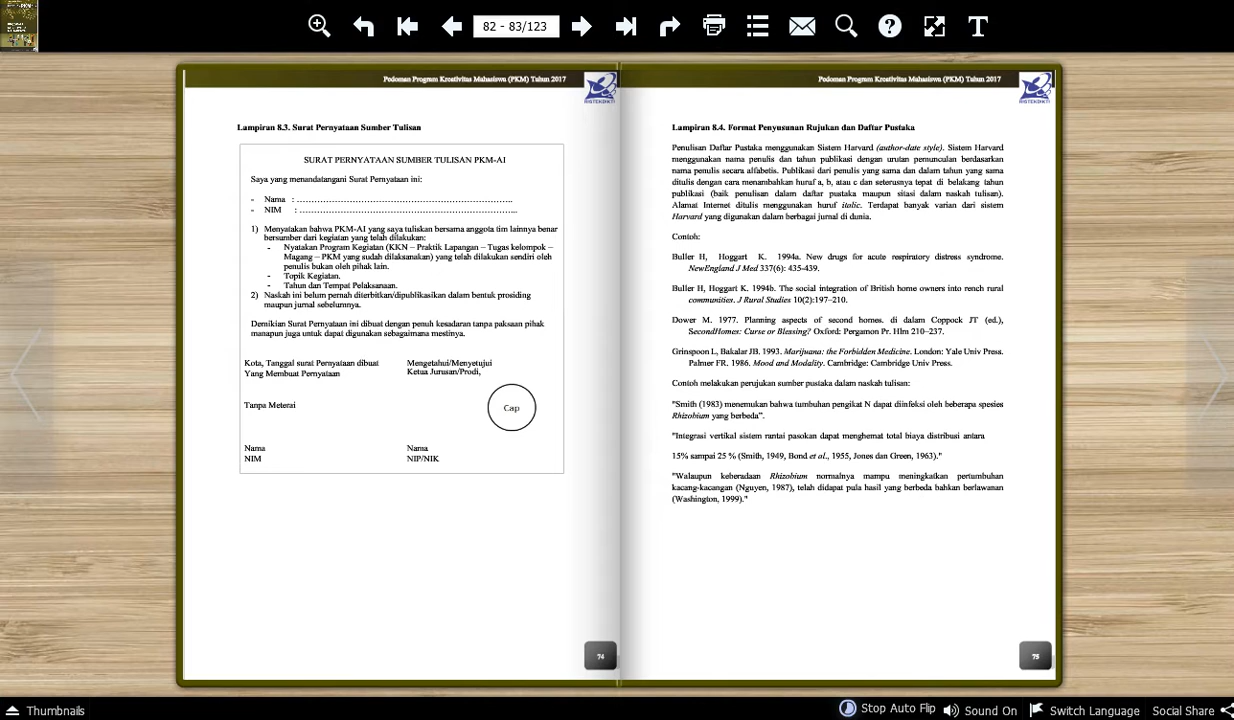 82 - 83/123
Pedoman Program Kreativitas Mahasiswa (PKM) Tahun 2017
RISTEKDIKTI
Lampiran 8.3. Surat Pernyataan Sumber Tulisan
SURAT PERNYATAAN SUMBER TULISAN PKM-AI
Saya yang menandatangani Surat Pernyataan ini:
- Nama : ………………………………………………………………..
- NIM : ………………………………………………………………...
1) Menyatakan bahwa PKM-AI yang saya tuliskan bersama anggota tim lainnya benar
bersumber dari kegiatan yang telah dilakukan:
- Nyatakan Program Kegiatan (KKN – Praktik Lapangan – Tugas kelompok –
Magang – PKM yang sudah dilaksanakan) yang telah dilakukan sendiri oleh
penulis bukan oleh pihak lain.
- Topik Kegiatan.
- Tahun dan Tempat Pelaksanaan.
2) Naskah ini belum pernah diterbitkan/dipublikasikan dalam bentuk prosiding
maupun jurnal sebelumnya.
Demikian Surat Pernyataan ini dibuat dengan penuh kesadaran tanpa paksaan pihak
manapun juga untuk dapat digunakan sebagaimana mestinya.
Kota, Tanggal surat Pernyataan dibuat
Yang Membuat Pernyataan
Mengetahui/Menyetujui
Ketua Jurusan/Prodi,
Tanpa Meterai
Cap
Nama
NIM
Nama
NIP/NIK
74
Pedoman Program Kreativitas Mahasiswa (PKM) Tahun 2017
RISTEKDIKTI
Lampiran 8.4. Format Penyusunan Rujukan dan Daftar Pustaka
Penulisan Daftar Pustaka menggunakan Sistem Harvard (author-date style). Sistem Harvard
menggunakan nama penulis dan tahun publikasi dengan urutan pemunculan berdasarkan
nama penulis secara alfabetis. Publikasi dari penulis yang sama dan dalam tahun yang sama
ditulis dengan cara menambahkan huruf a, b, atau c dan seterusnya tepat di belakang tahun
publikasi (baik penulisan dalam daftar pustaka maupun sitasi dalam naskah tulisan).
Alamat Internet ditulis menggunakan huruf italic. Terdapat banyak varian dari sistem
Harvard yang digunakan dalam berbagai jurnal di dunia.
Contoh:
Buller H, Hoggart K. 1994a. New drugs for acute respiratory distress syndrome.
NewEngland J Med 337(6): 435-439.
Buller H, Hoggart K. 1994b. The social integration of British home owners into rench rural
communities. J Rural Studies 10(2):197–210.
Dower M. 1977. Planning aspects of second homes. di dalam Coppock JT (ed.),
SecondHomes: Curse or Blessing? Oxford: Pergamon Pr. Hlm 210–237.
Grinspoon L, Bakalar JB. 1993. Marijuana: the Forbidden Medicine. London: Yale Univ Press.
Palmer FR. 1986. Mood and Modality. Cambridge: Cambridge Univ Press.
Contoh melakukan perujukan sumber pustaka dalam naskah tulisan:
"Smith (1983) menemukan bahwa tumbuhan pengikat N dapat diinfeksi oleh beberapa spesies
Rhizobium yang berbeda".
"Integrasi vertikal sistem rantai pasokan dapat menghemat total biaya distribusi antara
15% sampai 25 % (Smith, 1949, Bond et al., 1955, Jones dan Green, 1963)."
"Walaupun keberadaan Rhizobium normalnya mampu meningkatkan pertumbuhan
kacang-kacangan (Nguyen, 1987), telah didapat pula hasil yang berbeda bahkan berlawanan
(Washington, 1999)."
75
Thumbnails
Stop Auto Flip
Sound On
Switch Language
Social Share